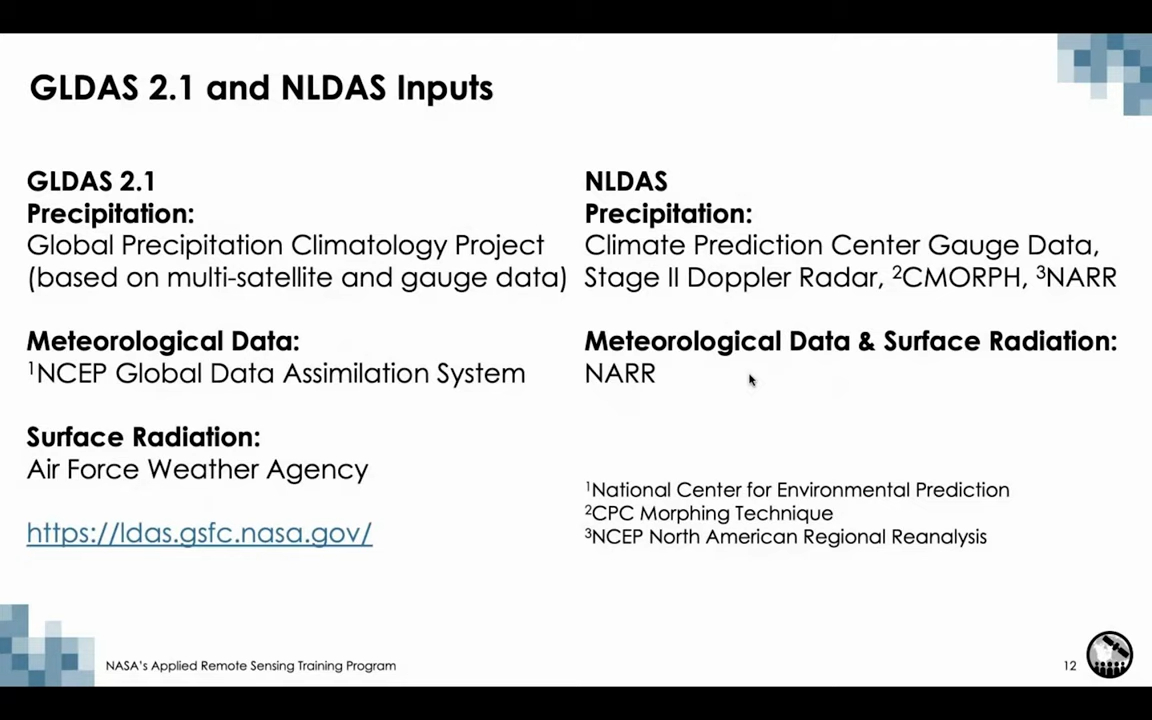 GLDAS 2.1 and NLDAS Inputs
GLDAS 2.1
Precipitation:
Global Precipitation Climatology Project
(based on multi-satellite and gauge data)
Meteorological Data:
¹NCEP Global Data Assimilation System
Surface Radiation:
Air Force Weather Agency
https://ldas.gsfc.nasa.gov/
NLDAS
Precipitation:
Climate Prediction Center Gauge Data,
Stage II Doppler Radar, ²CMORPH, ³NARR
Meteorological Data & Surface Radiation:
NARR
¹National Center for Environmental Prediction
²CPC Morphing Technique
³NCEP North American Regional Reanalysis
NASA's Applied Remote Sensing Training Program
12